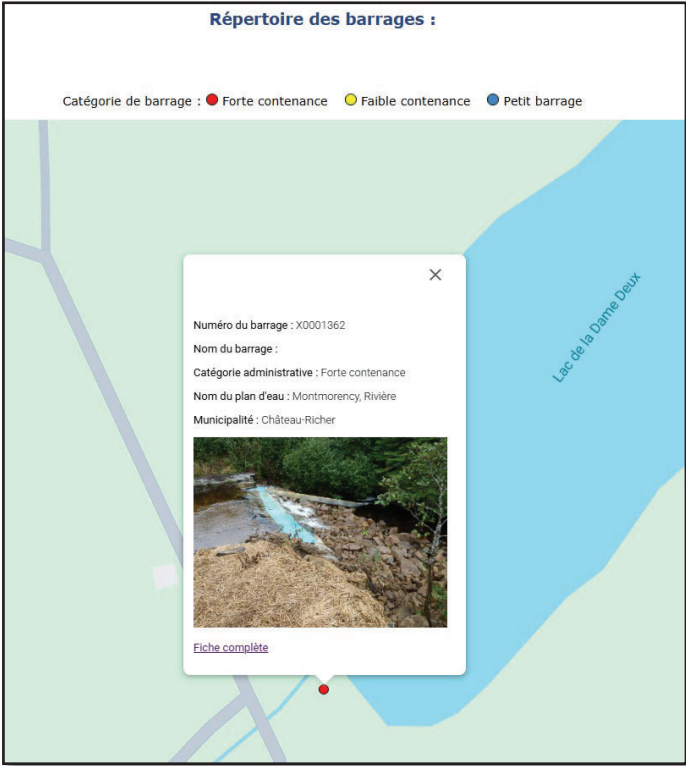 Répertoire des barrages :
Catégorie de barrage : Forte contenance Faible contenance Petit barrage
Numéro du barrage : X0001362
Nom du barrage :
Catégorie administrative : Forte contenance
Nom du plan d'eau : Montmorency, Rivière
Municipalité : Château-Richer
Fiche complète
Lac de la Dame Deux